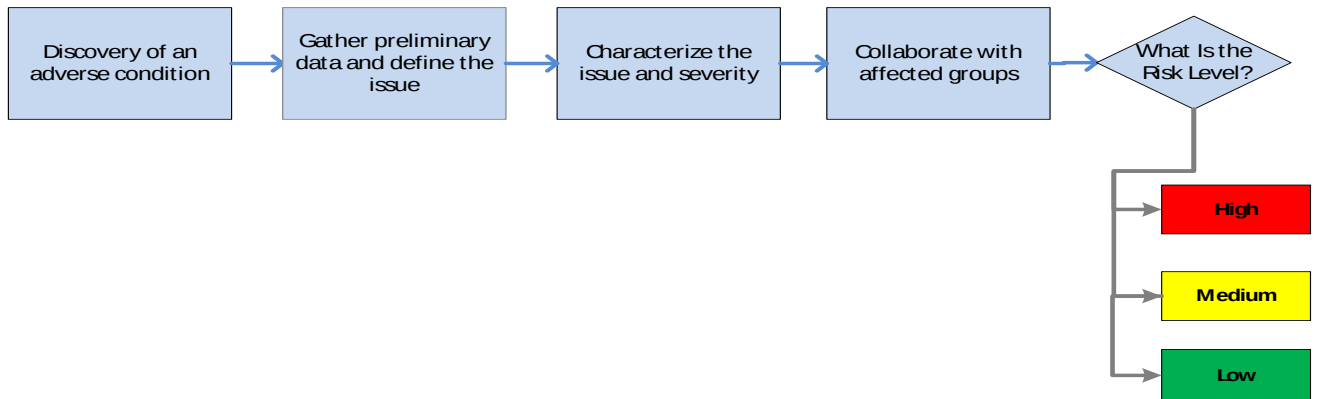 Discovery of an
adverse condition
Gather preliminary
data and define the
issue
Characterize the
issue and severity
Collaborate with
affected groups
What Is the
Risk Level?
High
Medium
Low